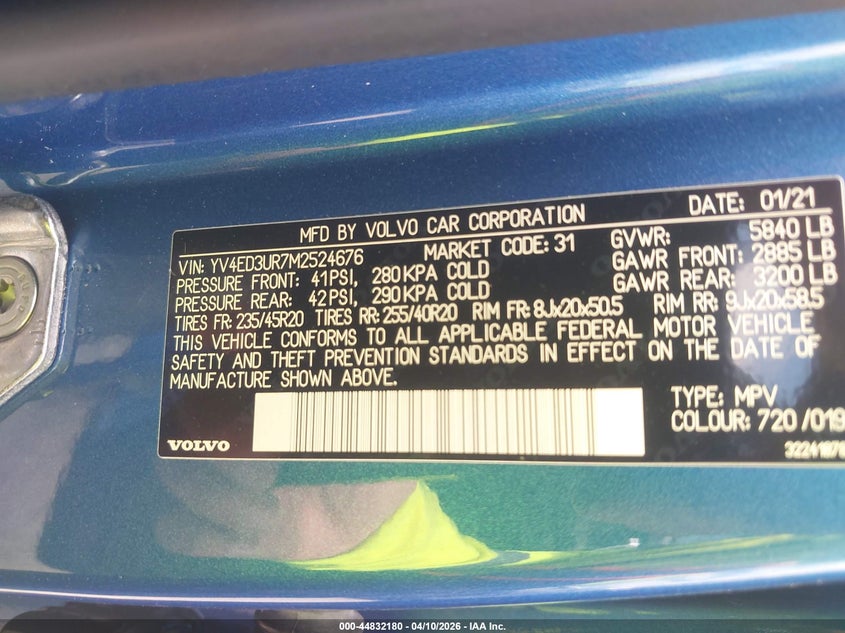 MFD BY VOLVO CAR CORPORATION DATE: 01/21
VIN: YV4ED3UR7M2524676 MARKET CODE: 31 GVWR: 5840 LB
PRESSURE FRONT: 41PSI, 280KPA COLD GAWR FRONT: 2885 LB
PRESSURE REAR: 42PSI, 290KPA COLD GAWR REAR: 3200 LB
TIRES FR: 235/45R20 TIRES RR: 255/40R20 RIM FR: 8Jx20x50.5 RIM RR: 9Jx20x58.5
THIS VEHICLE CONFORMS TO ALL APPLICABLE FEDERAL MOTOR VEHICLE
SAFETY AND THEFT PREVENTION STANDARDS IN EFFECT ON THE DATE OF
MANUFACTURE SHOWN ABOVE.
TYPE: MPV
COLOUR: 720 /019
VOLVO
000-44832180 - 04/10/2026 - IAA Inc.